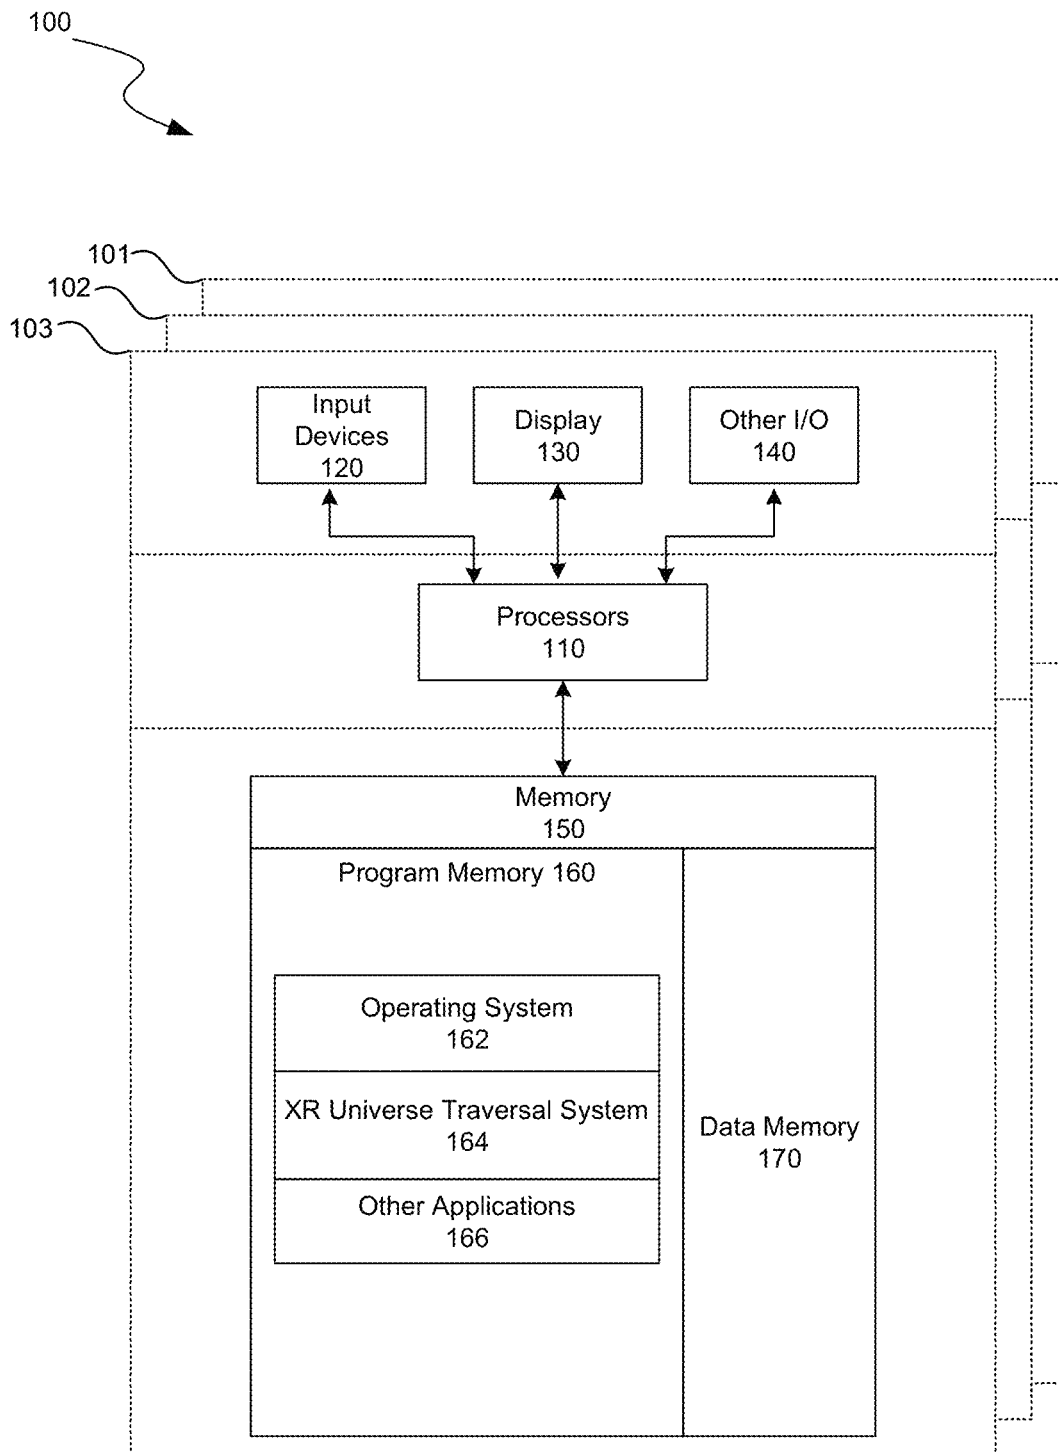 100
101
102
103
Input
Devices
120
Display
130
Other I/O
140
Processors
110
Memory
150
Program Memory 160
Operating System
162
XR Universe Traversal System
164
Other Applications
166
Data Memory
170